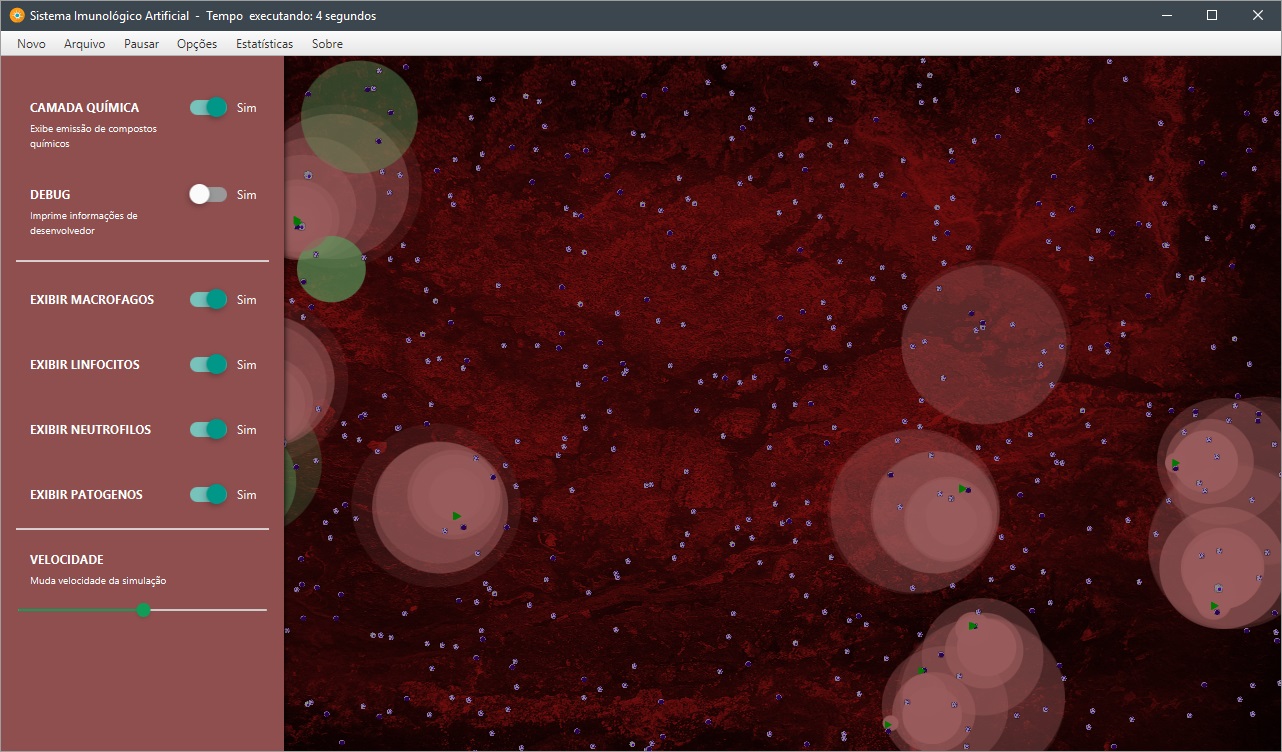 Sistema Imunológico Artificial - Tempo executando: 4 segundos
Novo Arquivo Pausar Opções Estatísticas Sobre
CAMADA QUÍMICA Sim
Exibe emissão de compostos
químicos
DEBUG Sim
Imprime informações de
desenvolvedor
EXIBIR MACROFAGOS Sim
EXIBIR LINFOCITOS Sim
EXIBIR NEUTROFILOS Sim
EXIBIR PATOGENOS Sim
VELOCIDADE
Muda velocidade da simulação